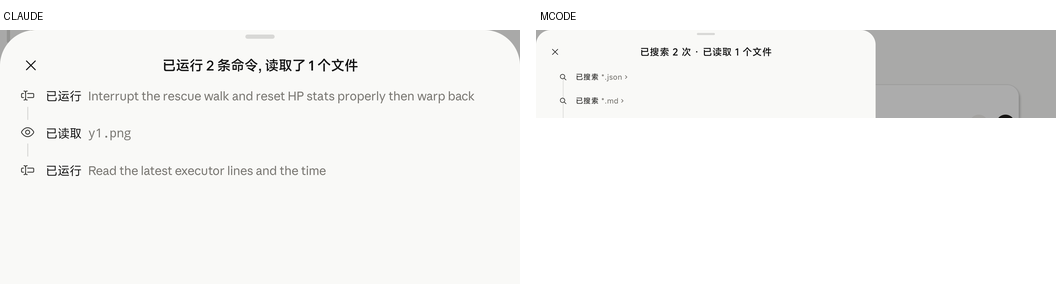 CLAUDE
已运行 2 条命令, 读取了 1 个文件
已运行 Interrupt the rescue walk and reset HP stats properly then warp back
已读取 y1.png
已运行 Read the latest executor lines and the time
MCODE
已搜索 2 次 · 已读取 1 个文件
已搜索 *.json ›
已搜索 *.md ›